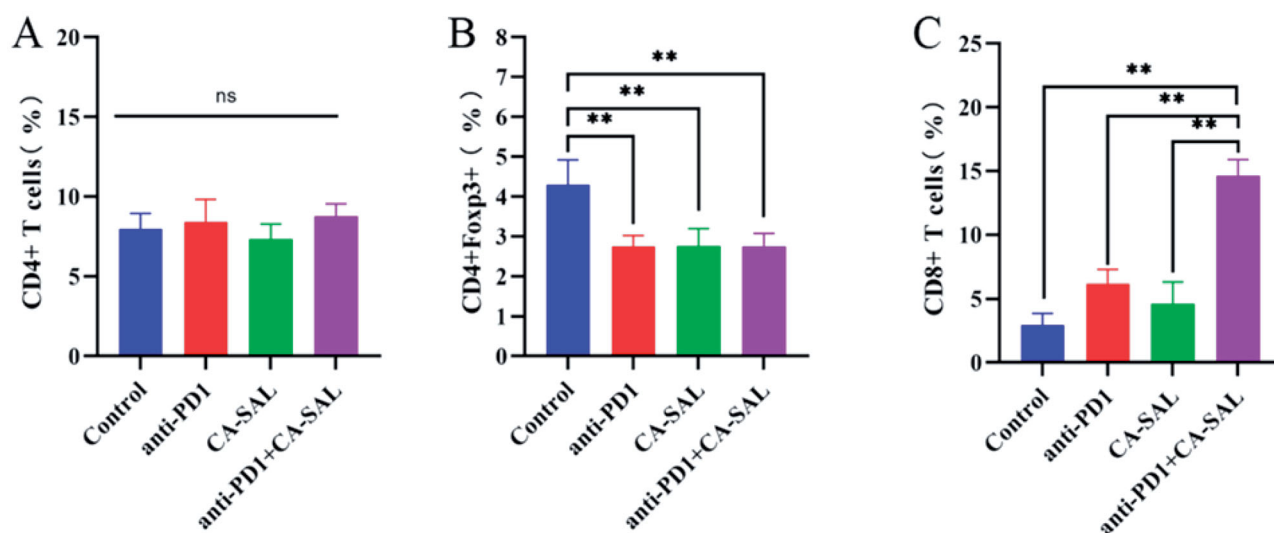 A
CD4+ T cells( %)
20
15
10
5
0
ns
Control
anti-PD1
CA-SAL
anti-PD1+CA-SAL
B
CD4+Foxp3+( %)
8
7
6
5
4
3
2
1
0
**
**
**
Control
anti-PD1
CA-SAL
anti-PD1+CA-SAL
C
CD8+ T cells( %)
25
20
15
10
5
0
**
**
**
Control
anti-PD1
CA-SAL
anti-PD1+CA-SAL